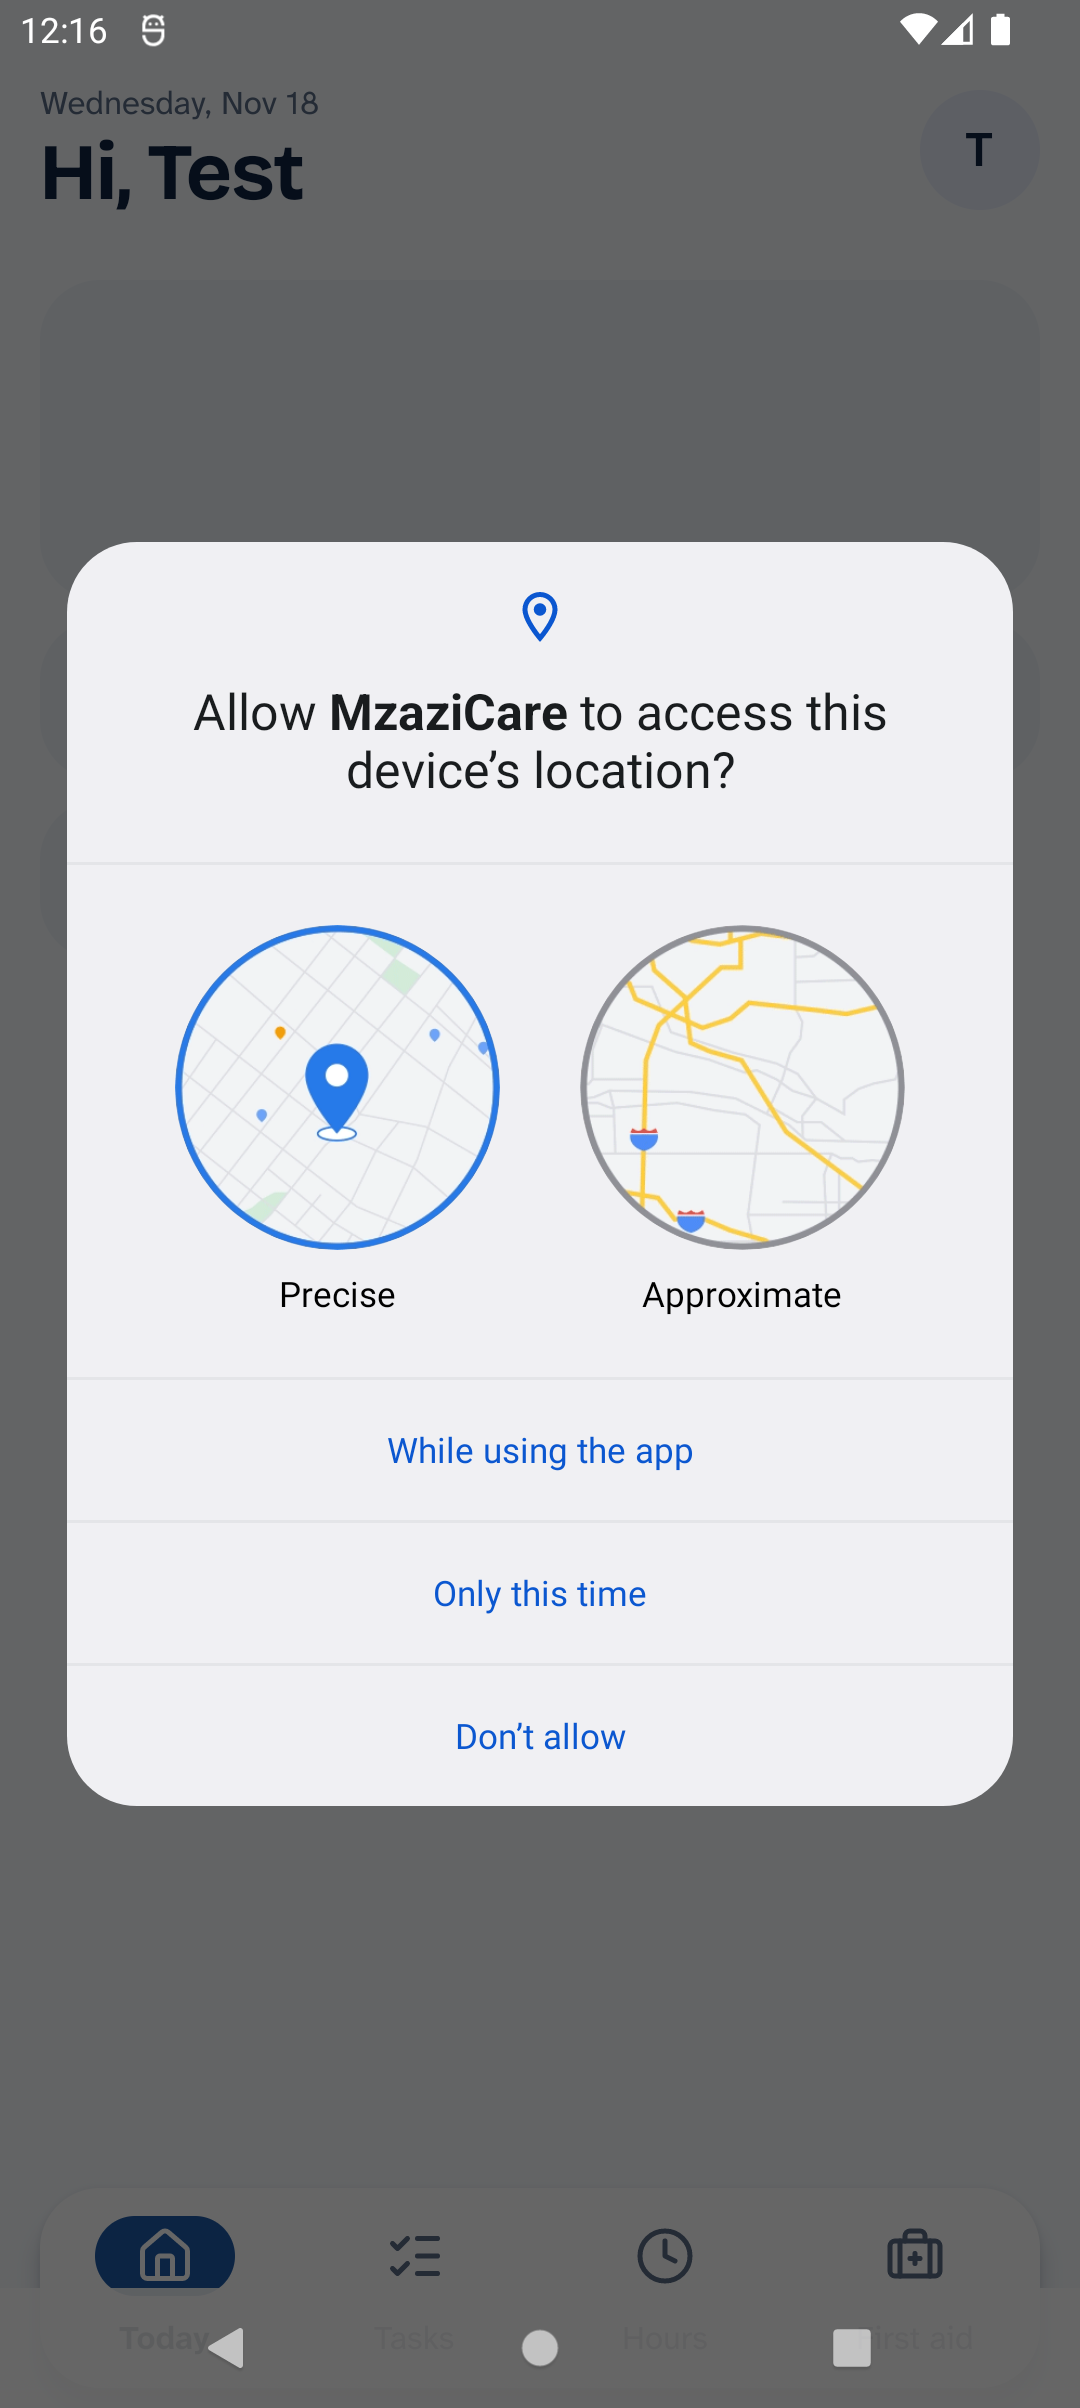 12:16
Wednesday, Nov 18
Hi, Test
T
Allow MzaziCare to access this
device’s location?
Precise
Approximate
While using the app
Only this time
Don’t allow
Today
Tasks
Hours
First aid